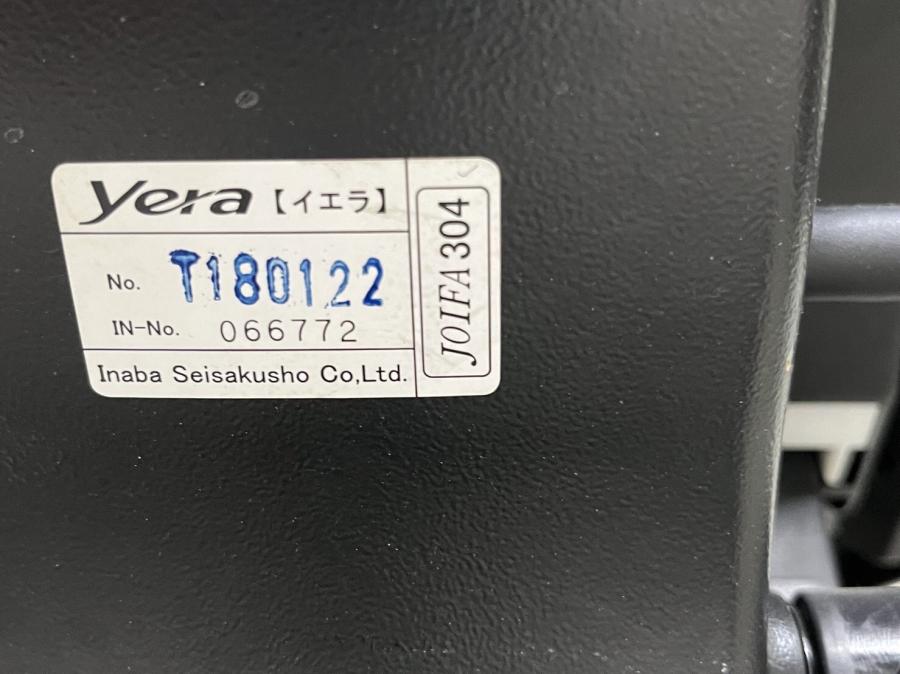 yera【イエラ】
No. T180122
IN-No. 066772
Inaba Seisakusho Co,Ltd.
JOIFA304